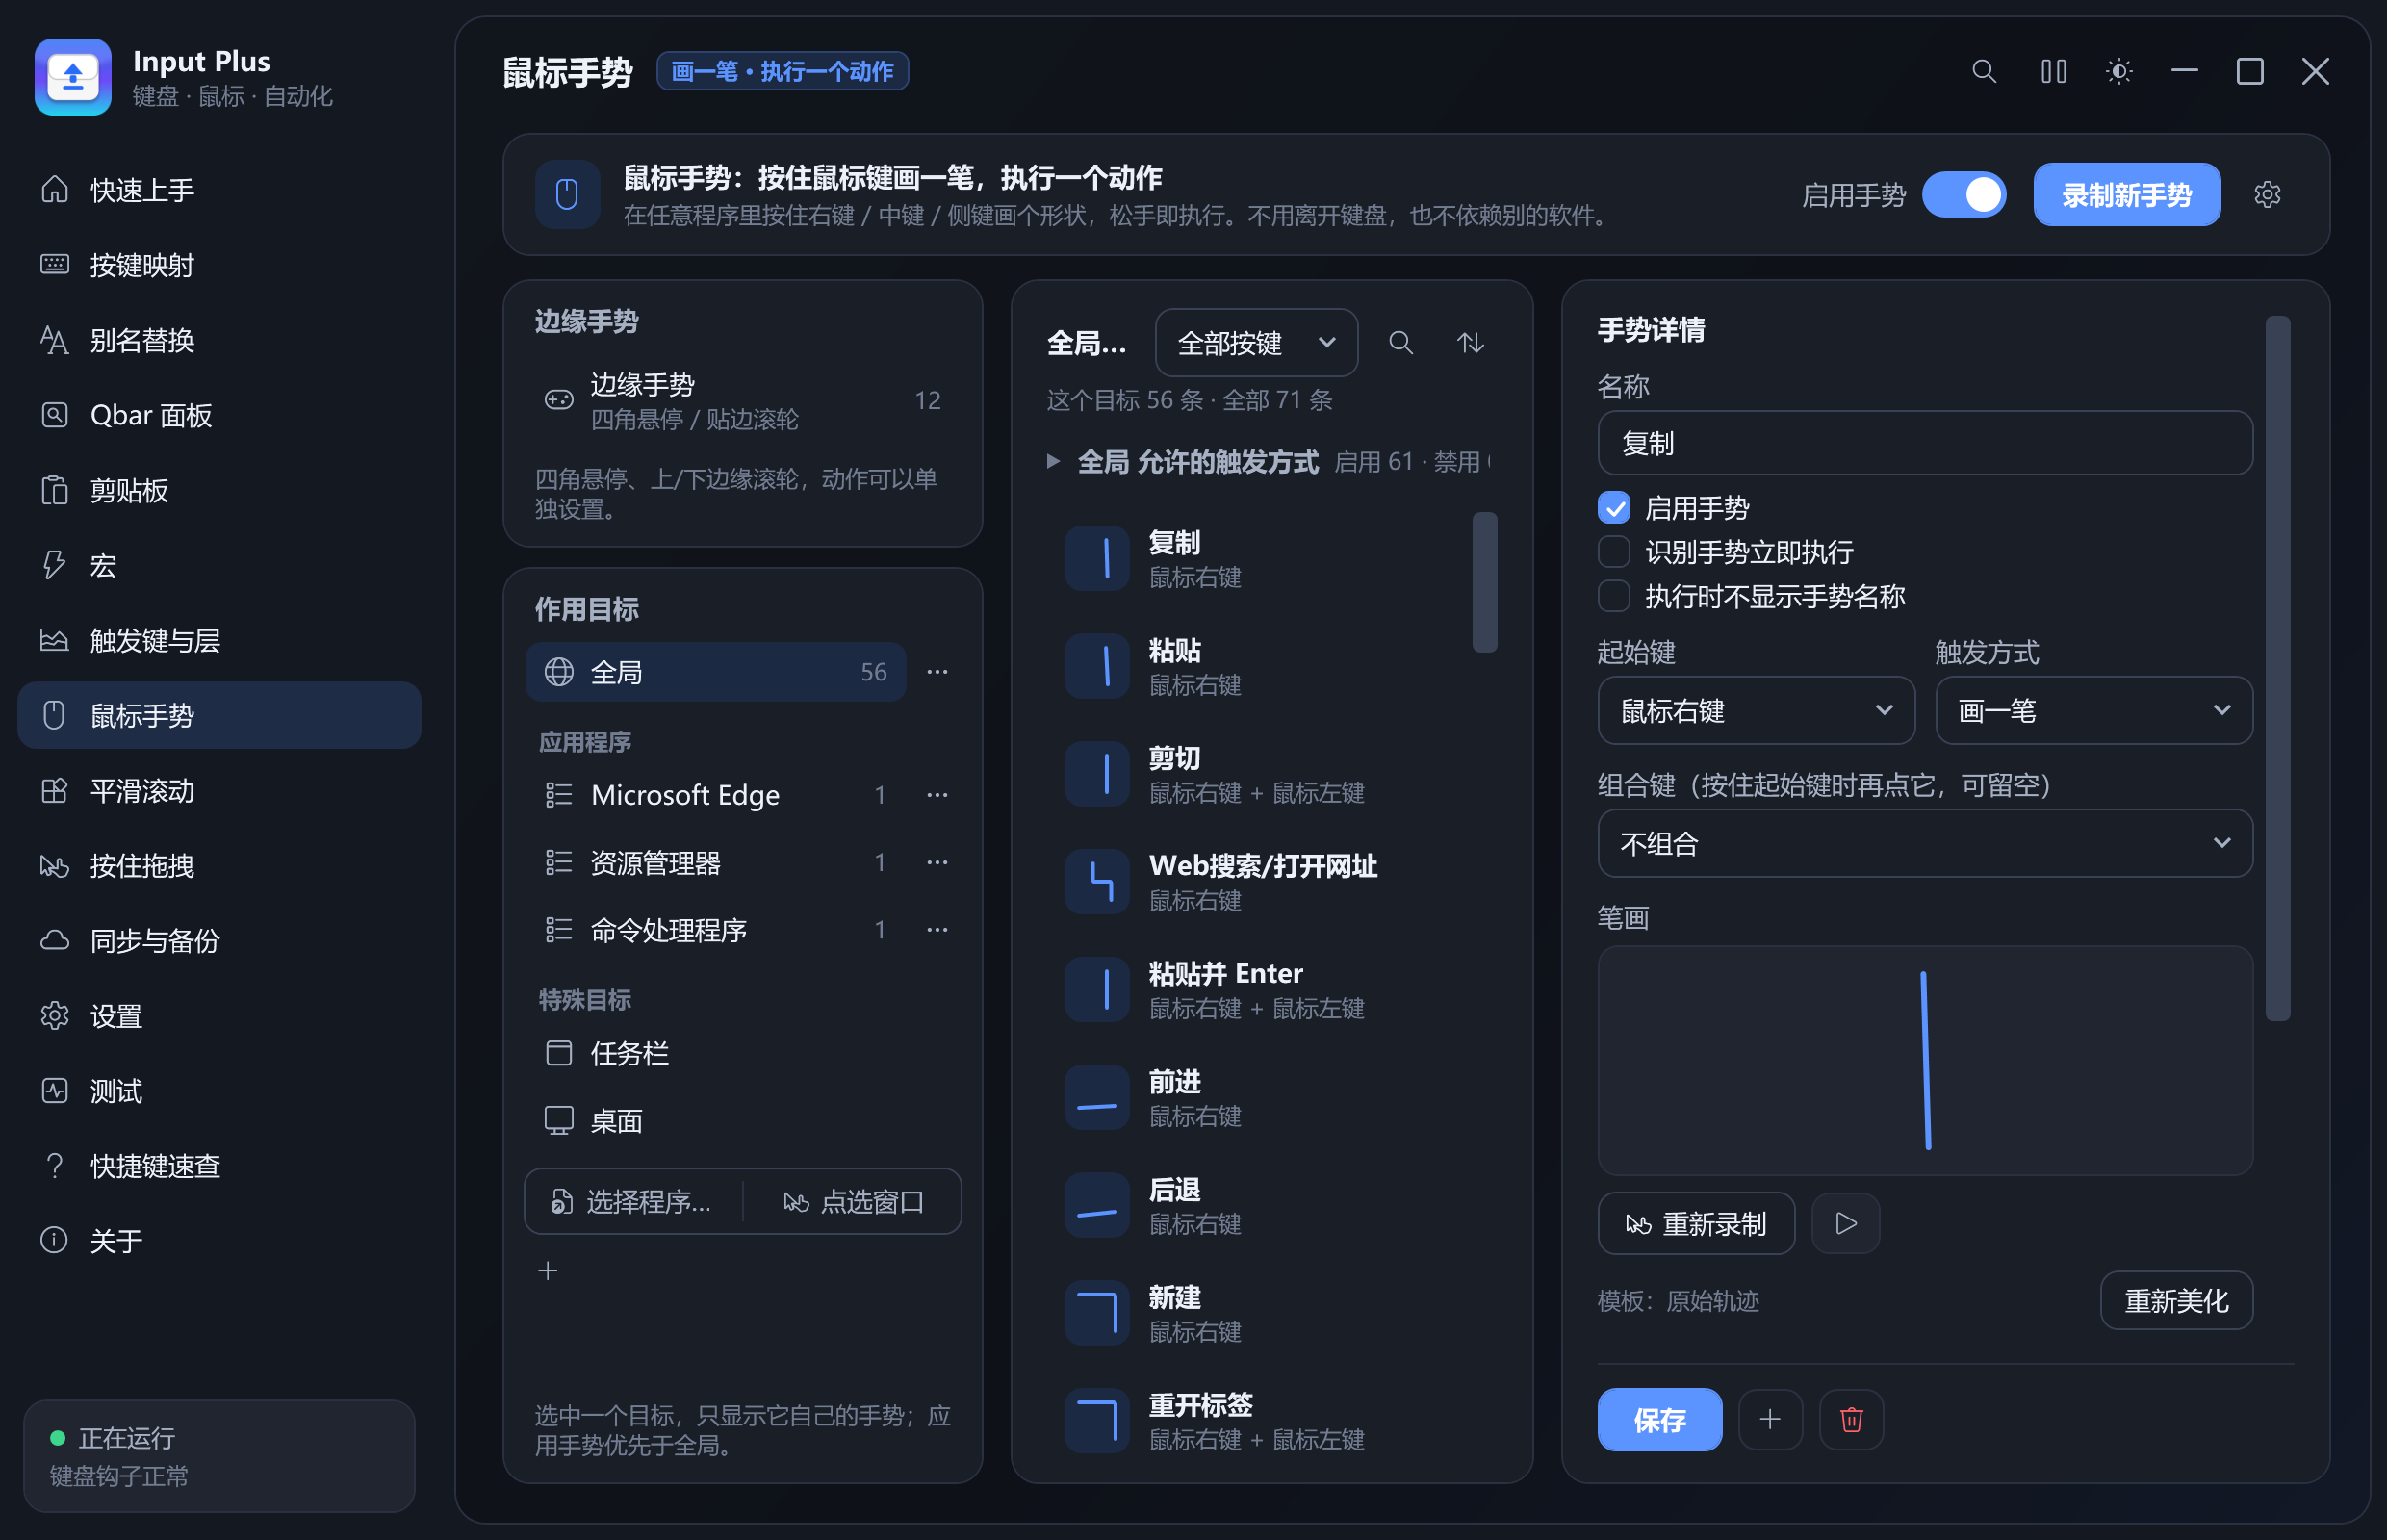 Input Plus
键盘 · 鼠标 · 自动化
快速上手
按键映射
别名替换
Qbar 面板
剪贴板
宏
触发键与层
鼠标手势
平滑滚动
按住拖拽
同步与备份
设置
测试
快捷键速查
关于
正在运行
键盘钩子正常
鼠标手势
画一笔 • 执行一个动作
鼠标手势：按住鼠标键画一笔，执行一个动作
在任意程序里按住右键 / 中键 / 侧键画个形状，松手即执行。不用离开键盘，也不依赖别的软件。
启用手势
录制新手势
边缘手势
边缘手势
12
四角悬停 / 贴边滚轮
四角悬停、上/下边缘滚轮，动作可以单
独设置。
作用目标
全局 56
应用程序
Microsoft Edge 1
资源管理器 1
命令处理程序 1
特殊目标
任务栏
桌面
选择程序...
点选窗口
选中一个目标，只显示它自己的手势；应
用手势优先于全局。
全局...
全部按键
这个目标 56 条 · 全部 71 条
全局 允许的触发方式 启用 61 · 禁用
复制
鼠标右键
粘贴
鼠标右键
剪切
鼠标右键 + 鼠标左键
Web搜索/打开网址
鼠标右键
粘贴并 Enter
鼠标右键 + 鼠标左键
前进
鼠标右键
后退
鼠标右键
新建
鼠标右键
重开标签
鼠标右键 + 鼠标左键
手势详情
名称
复制
启用手势
识别手势立即执行
执行时不显示手势名称
起始键
触发方式
鼠标右键
画一笔
组合键（按住起始键时再点它，可留空）
不组合
笔画
重新录制
模板：原始轨迹
重新美化
保存